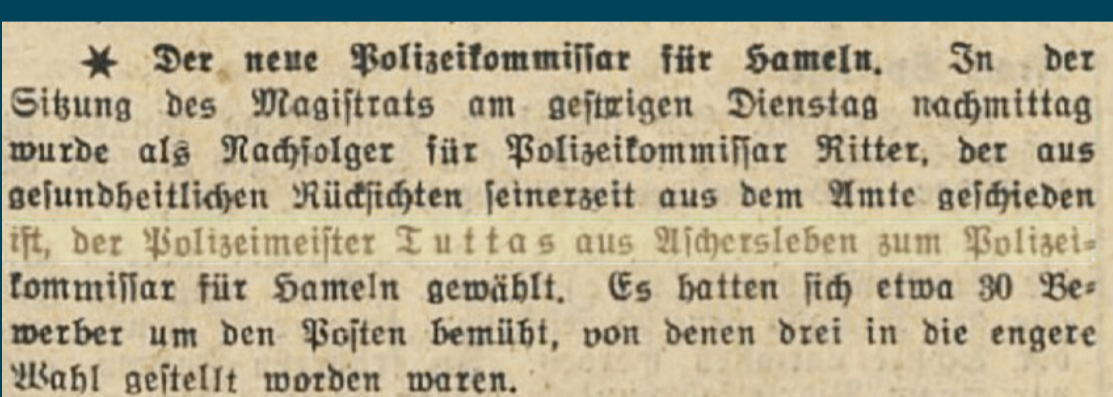 * Der neue Polizeikommissar für Hameln. In der
Sitzung des Magistrats am gestrigen Dienstag nachmittag
wurde als Nachfolger für Polizeikommissar Ritter, der aus
gesundheitlichen Rücksichten seinerzeit aus dem Amte geschieden
ist, der Polizeimeister Tuttas aus Aschersleben zum Polizei-
kommissar für Hameln gewählt. Es hatten sich etwa 30 Be-
werber um den Posten bemüht, von denen drei in die engere
Wahl gestellt worden waren.